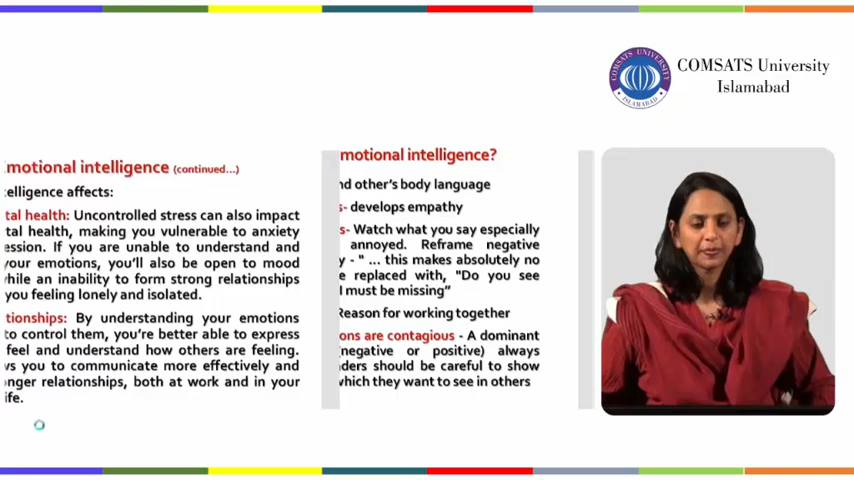 COMSATS University
Islamabad
COMSATS UNIVERSITY
ISLAMABAD
motional intelligence (continued...)
elligence affects:
tal health: Uncontrolled stress can also impact
tal health, making you vulnerable to anxiety
ession. If you are unable to understand and
your emotions, you'll also be open to mood
hile an inability to form strong relationships
you feeling lonely and isolated.
tionships: By understanding your emotions
to control them, you're better able to express
feel and understand how others are feeling.
ws you to communicate more effectively and
onger relationships, both at work and in your
ife.
motional intelligence?
nd other's body language
s- develops empathy
s- Watch what you say especially
annoyed. Reframe negative
y - " ... this makes absolutely no
e replaced with, "Do you see
I must be missing"
Reason for working together
ons are contagious - A dominant
(negative or positive) always
ders should be careful to show
which they want to see in others